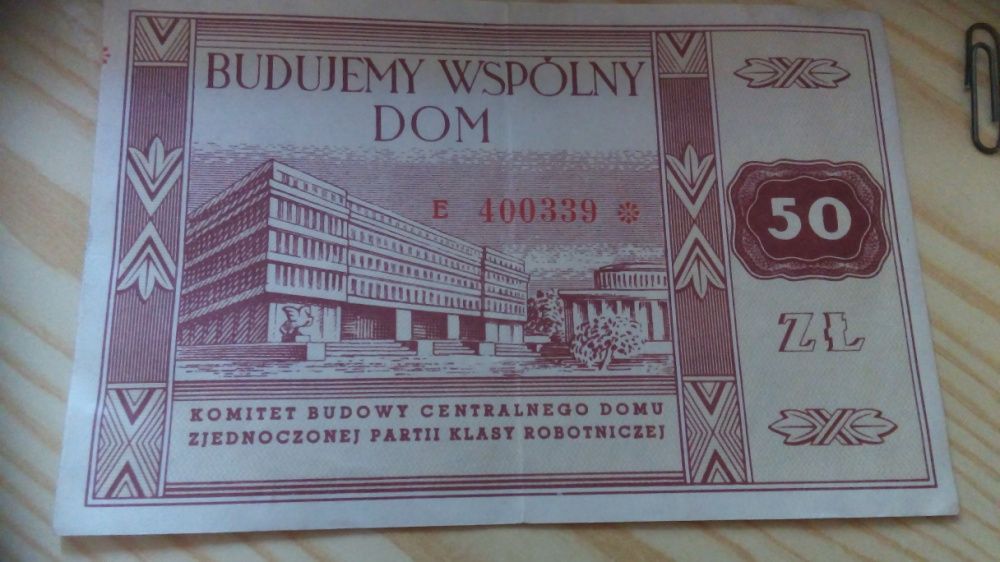 BUDUJEMY WSPÓLNY
DOM
E 400339
50
ZŁ
KOMITET BUDOWY CENTRALNEGO DOMU
ZJEDNOCZONEJ PARTII KLASY ROBOTNICZEJ